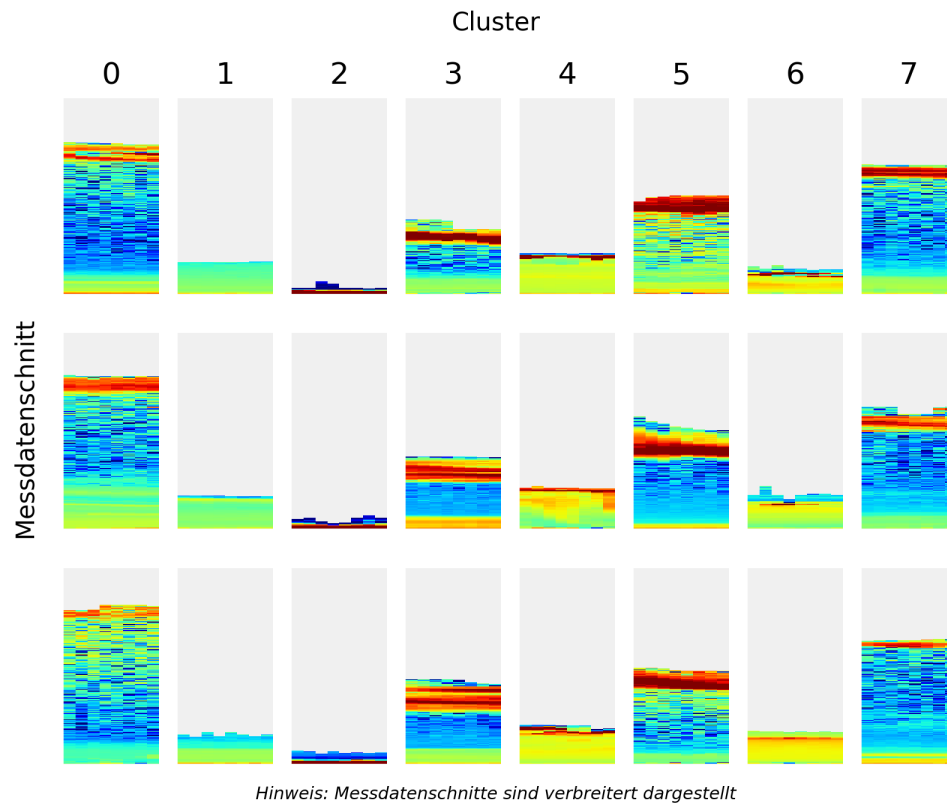 Cluster
0 1 2 3 4 5 6 7
Messdatenschnitt
Hinweis: Messdatenschnitte sind verbreitert dargestellt